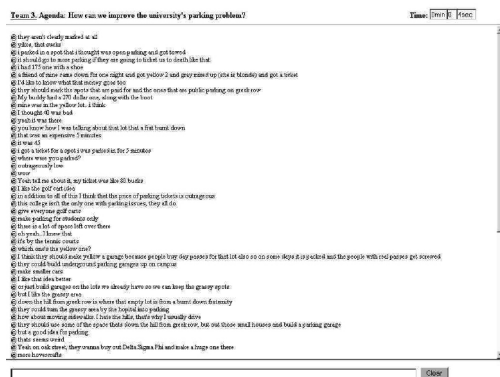 Team 3. Agenda: How can we improve the university's parking problem?
Time: 0min 0 4sec
they aren't clearly marked at all
yikes, that sucks
i parked in a spot that i thought was open parking and got towed
it should go to more parking if they are going to ticket us to death like that
i had 175 one with a shoe
a friend of mine came down for one night and got yellow 2 and grey mixed up (she is blonde) and got a ticket
I'd like to know what that money goes too
they should mark the spots that are paid for and the ones that are public parking on greek row
My buddy had a 270 dollar one, along with the boot
mine was in the yellow lot, i think
I thought 40 was bad
yeah it was there
you know how I was talking about that lot that a frat burnt down
that was an expensive 5 minutes
it was 45
i got a ticket for a spot i was parked in for 5 minutes
where were you parked?
outrageously low
wow
Yeah tell me about it, my ticket was like 80 bucks
I like the golf cart idea
in addition to all of this I think that the price of parking tickets is outrageous
this college isn't the only one with parking issues, they all do
give everyone golf carts
make parking for students only
there is a lot of space left over there
oh yeah.. I knew that
it's by the tennis courts
which one's the yellow one?
I think they should make yellow a garage because people buy day passes for that lot also so on some days it is packed and the people with real passes get screwed
they could build underground parking garages up on campus
make smaller cars
I like that idea better
or just build garages on the lots we already have so we can keep the grassy spots
but I like the grassy area
down the hill from greek row is where that empty lot is from a burnt down fraternity
they could turn the grassy area by the hopital into parking
how about moving sidewalks. I hate the hills, that's why I usually drive
they should use some of the space thats down the hill from greek row, but out those small houses and build a parking garage
but a good idea for parking
thats seems weird
Yeah on oak street, they wanna buy out Delta Sigma Phi and make a huge one there
more hovercrafts
Clear